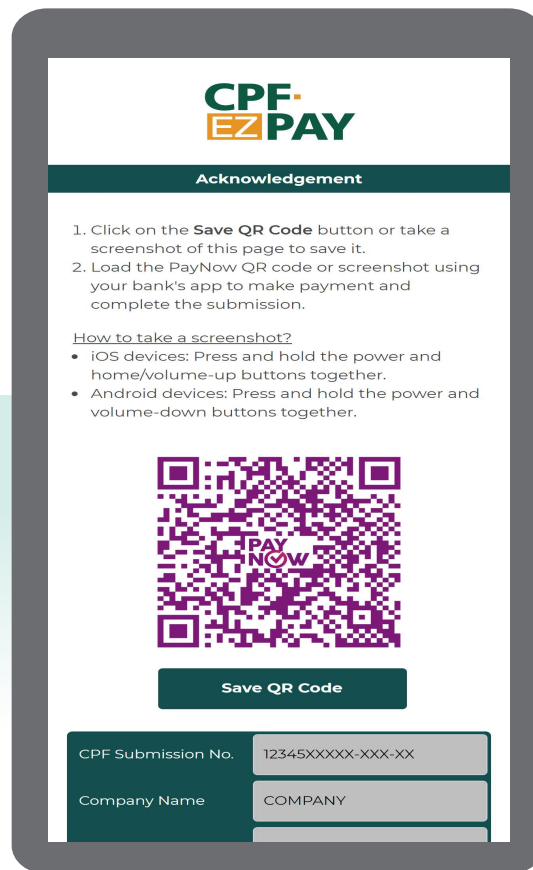 CPF-
EZ PAY
Acknowledgement
1. Click on the Save QR Code button or take a
screenshot of this page to save it.
2. Load the PayNow QR code or screenshot using
your bank's app to make payment and
complete the submission.
How to take a screenshot?
• iOS devices: Press and hold the power and
home/volume-up buttons together.
• Android devices: Press and hold the power and
volume-down buttons together.
PAY
NOW
Save QR Code
CPF Submission No. 12345XXXXX-XXX-XX
Company Name COMPANY